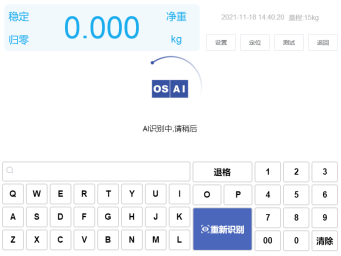 稳定 0.000 净重
归零 kg
2021-11-18 14:40:20 量程:15kg
设置 定位 测试 返回
OS AI
AI识别中,请稍后
退格 1 2 3
Q W E R T Y U I O P 4 5 6
A S D F G H J K 重新识别 7 8 9
Z X C V B N M L 00 0 清除